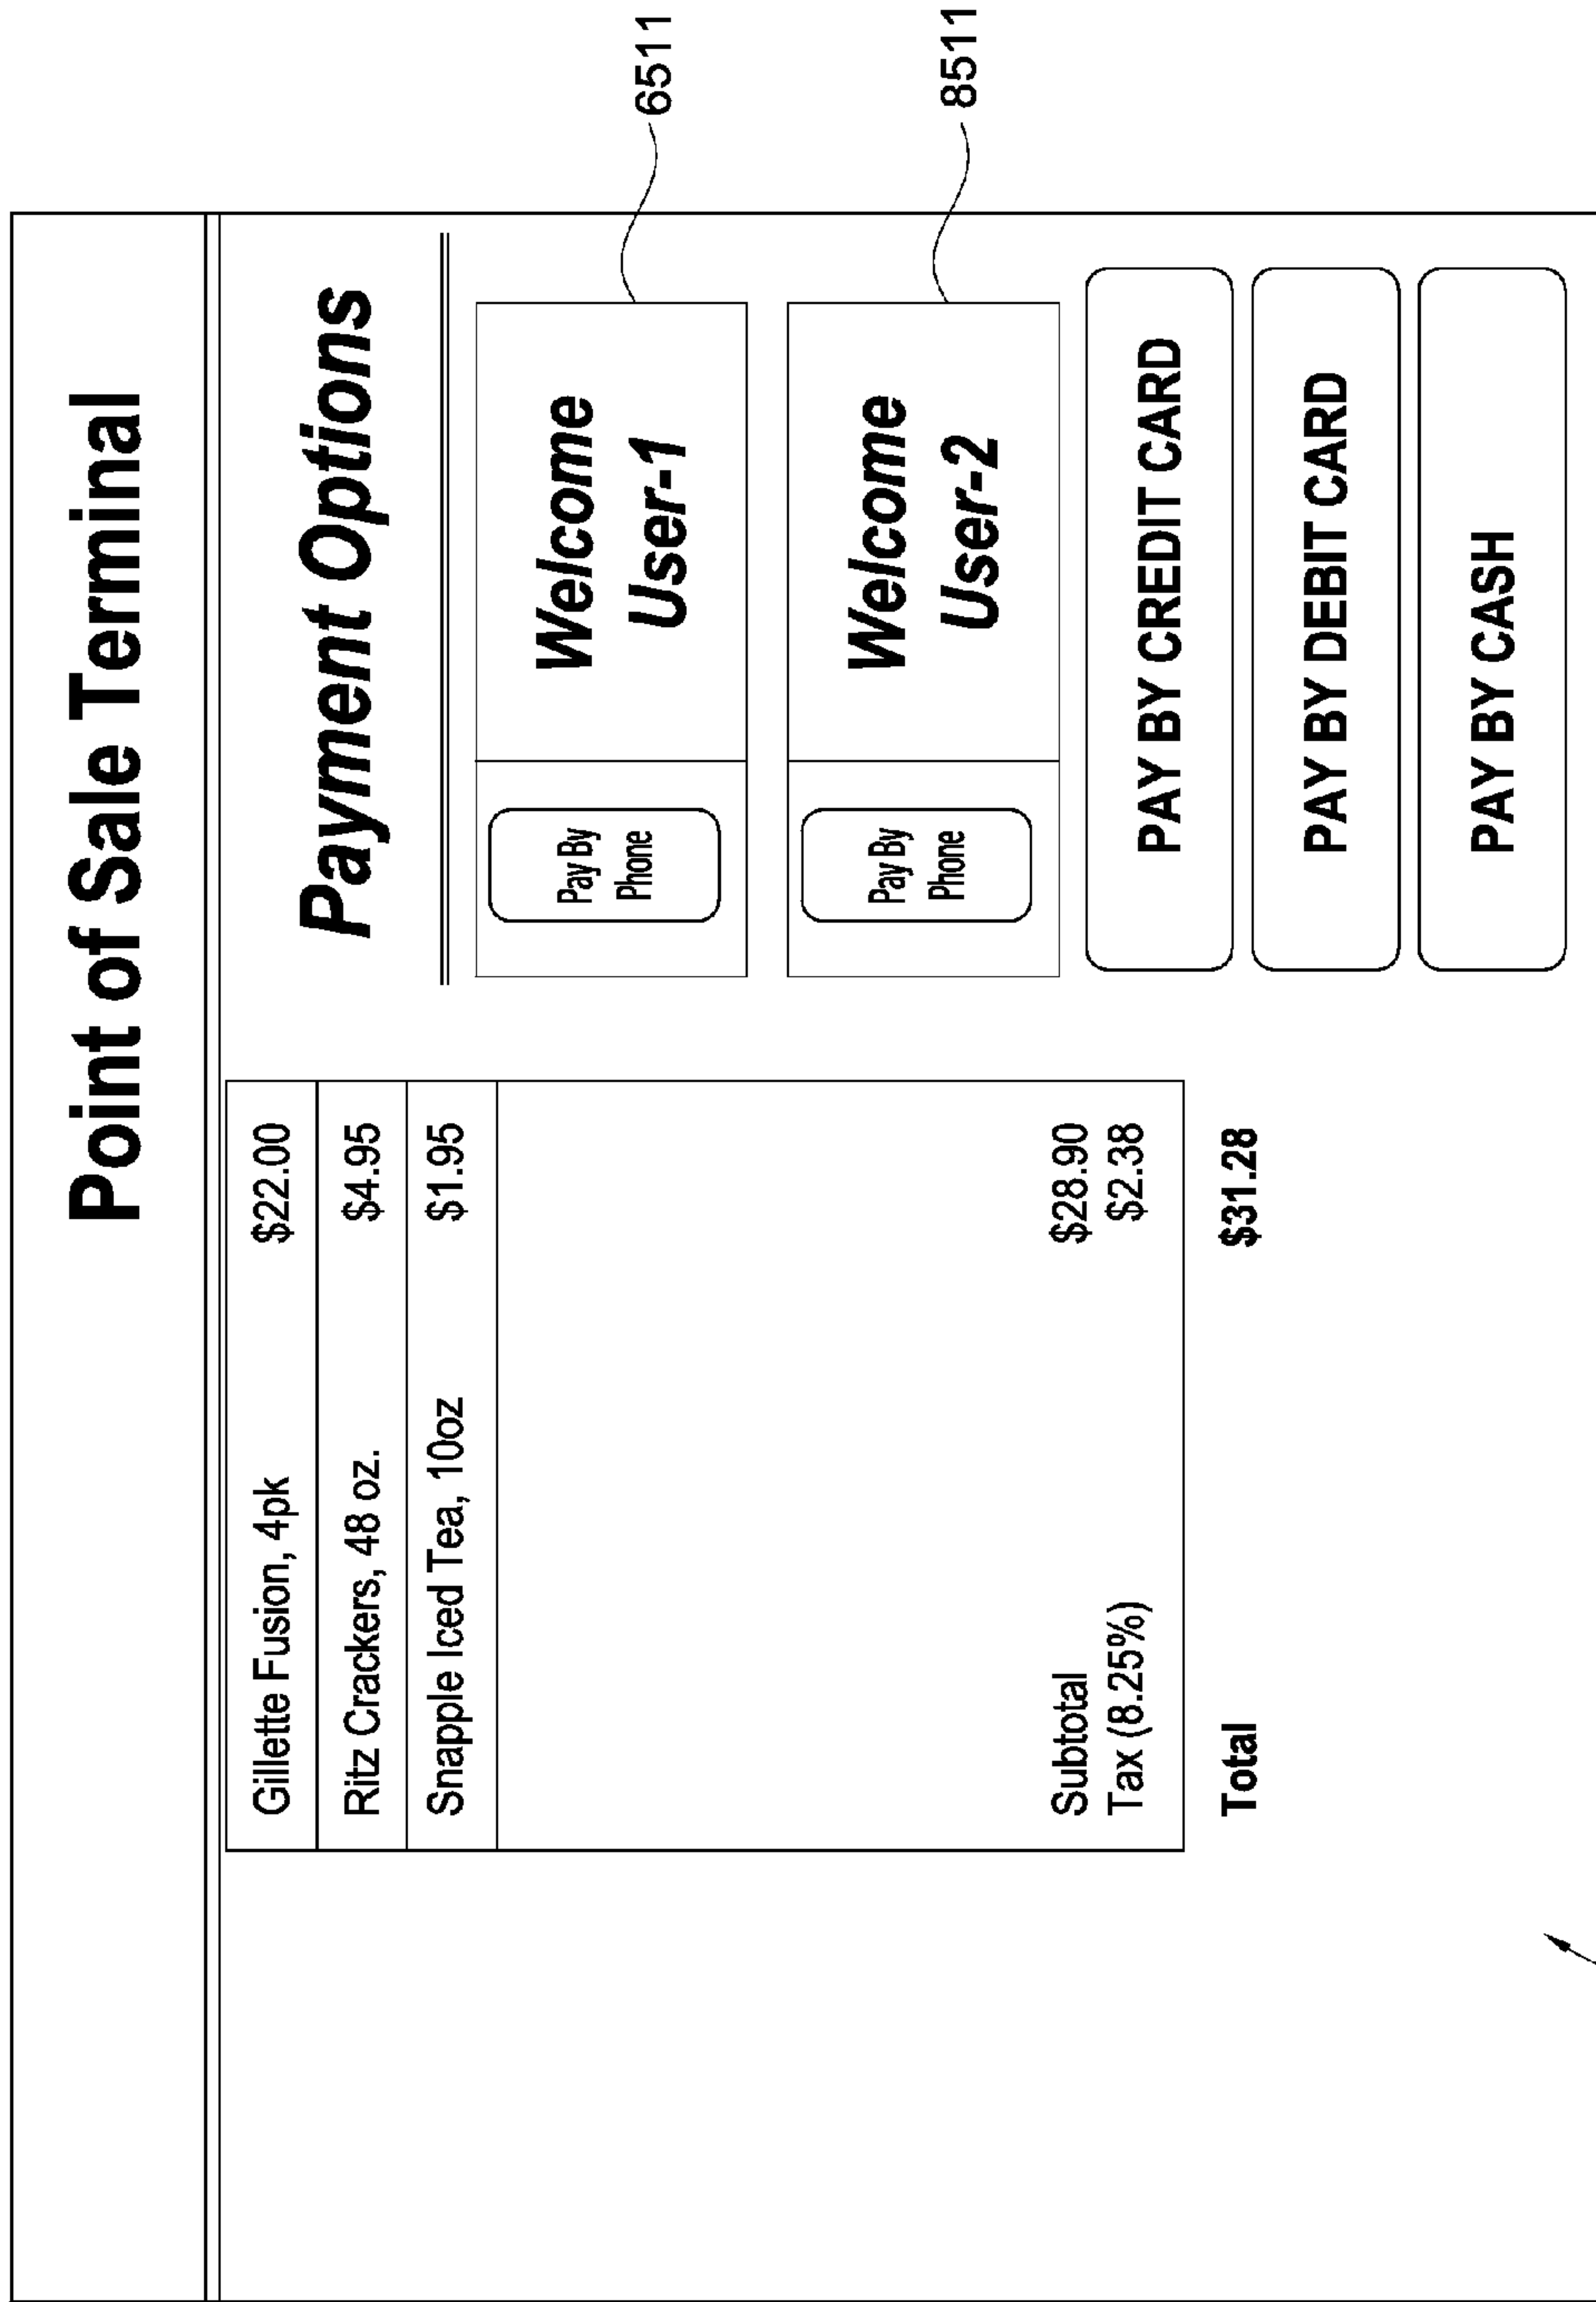 Point of Sale Terminal
Gillette Fusion, 4pk $22.00
Ritz Crackers, 48 oz. $4.95
Snapple Iced Tea, 10oz $1.95
Subtotal $28.90
Tax (8.25%) $2.38
Total $31.28
Payment Options
Pay By
Phone
Welcome
User-1
6511
Pay By
Phone
Welcome
User-2
8511
PAY BY CREDIT CARD
PAY BY DEBIT CARD
PAY BY CASH